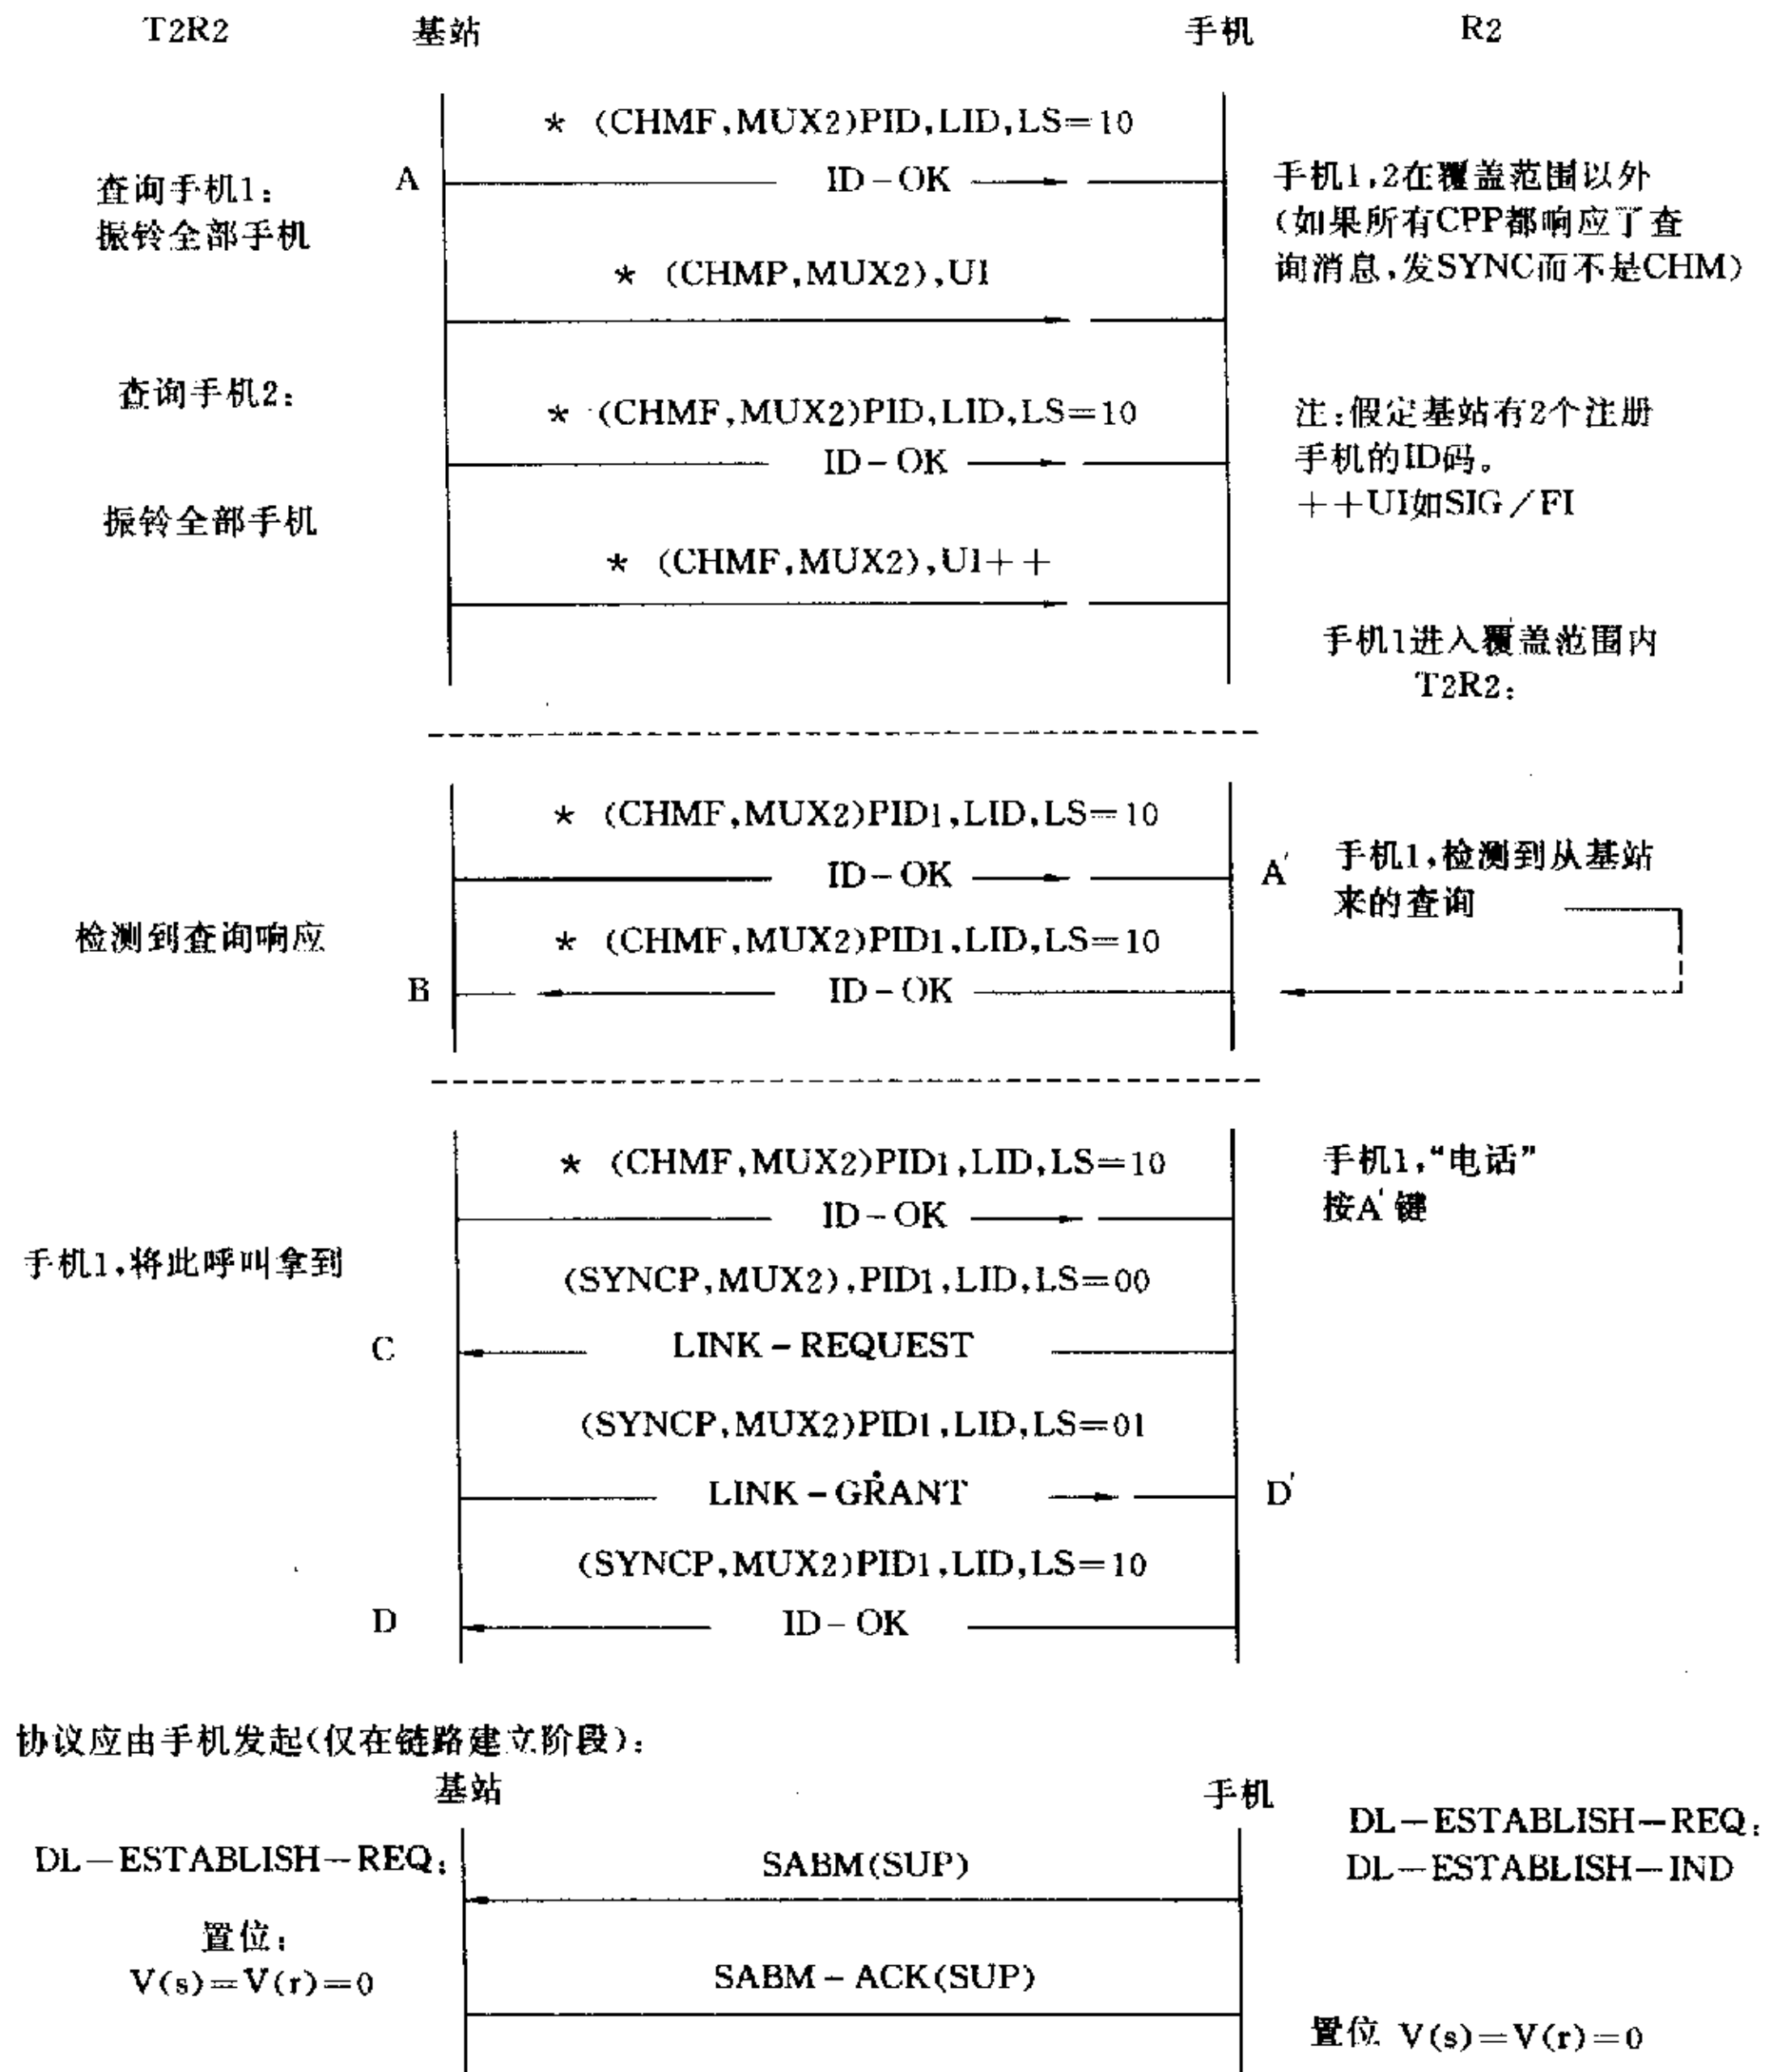 T2R2 基站 手机 R2
* (CHMF,MUX2)PID,LID,LS=10
A ID-OK
查询手机1:
振铃全部手机
手机1,2在覆盖范围以外
(如果所有CPP都响应了查
询消息,发SYNC而不是CHM)
* (CHMP,MUX2),U1
查询手机2:
* (CHMF,MUX2)PID,LID,LS=10
ID-OK
注:假定基站有2个注册
手机的ID码。
++UI如SIG/FI
振铃全部手机
* (CHMF,MUX2),U1++
手机1进入覆盖范围内
T2R2:
* (CHMF,MUX2)PID1,LID,LS=10
ID-OK A'
手机1,检测到从基站
来的查询
检测到查询响应
* (CHMF,MUX2)PID1,LID,LS=10
B ID-OK
* (CHMF,MUX2)PID1,LID,LS=10
ID-OK
手机1,“电话”
按A'键
手机1,将此呼叫拿到
(SYNCP,MUX2),PID1,LID,LS=00
C LINK-REQUEST
(SYNCP,MUX2)PID1,LID,LS=01
LINK-GRANT D'
(SYNCP,MUX2)PID1,LID,LS=10
D ID-OK
协议应由手机发起(仅在链路建立阶段):
基站 手机
DL-ESTABLISH-REQ:
SABM(SUP)
DL-ESTABLISH-REQ:
DL-ESTABLISH-IND
置位:
V(s)=V(r)=0
SABM-ACK(SUP)
置位 V(s)=V(r)=0